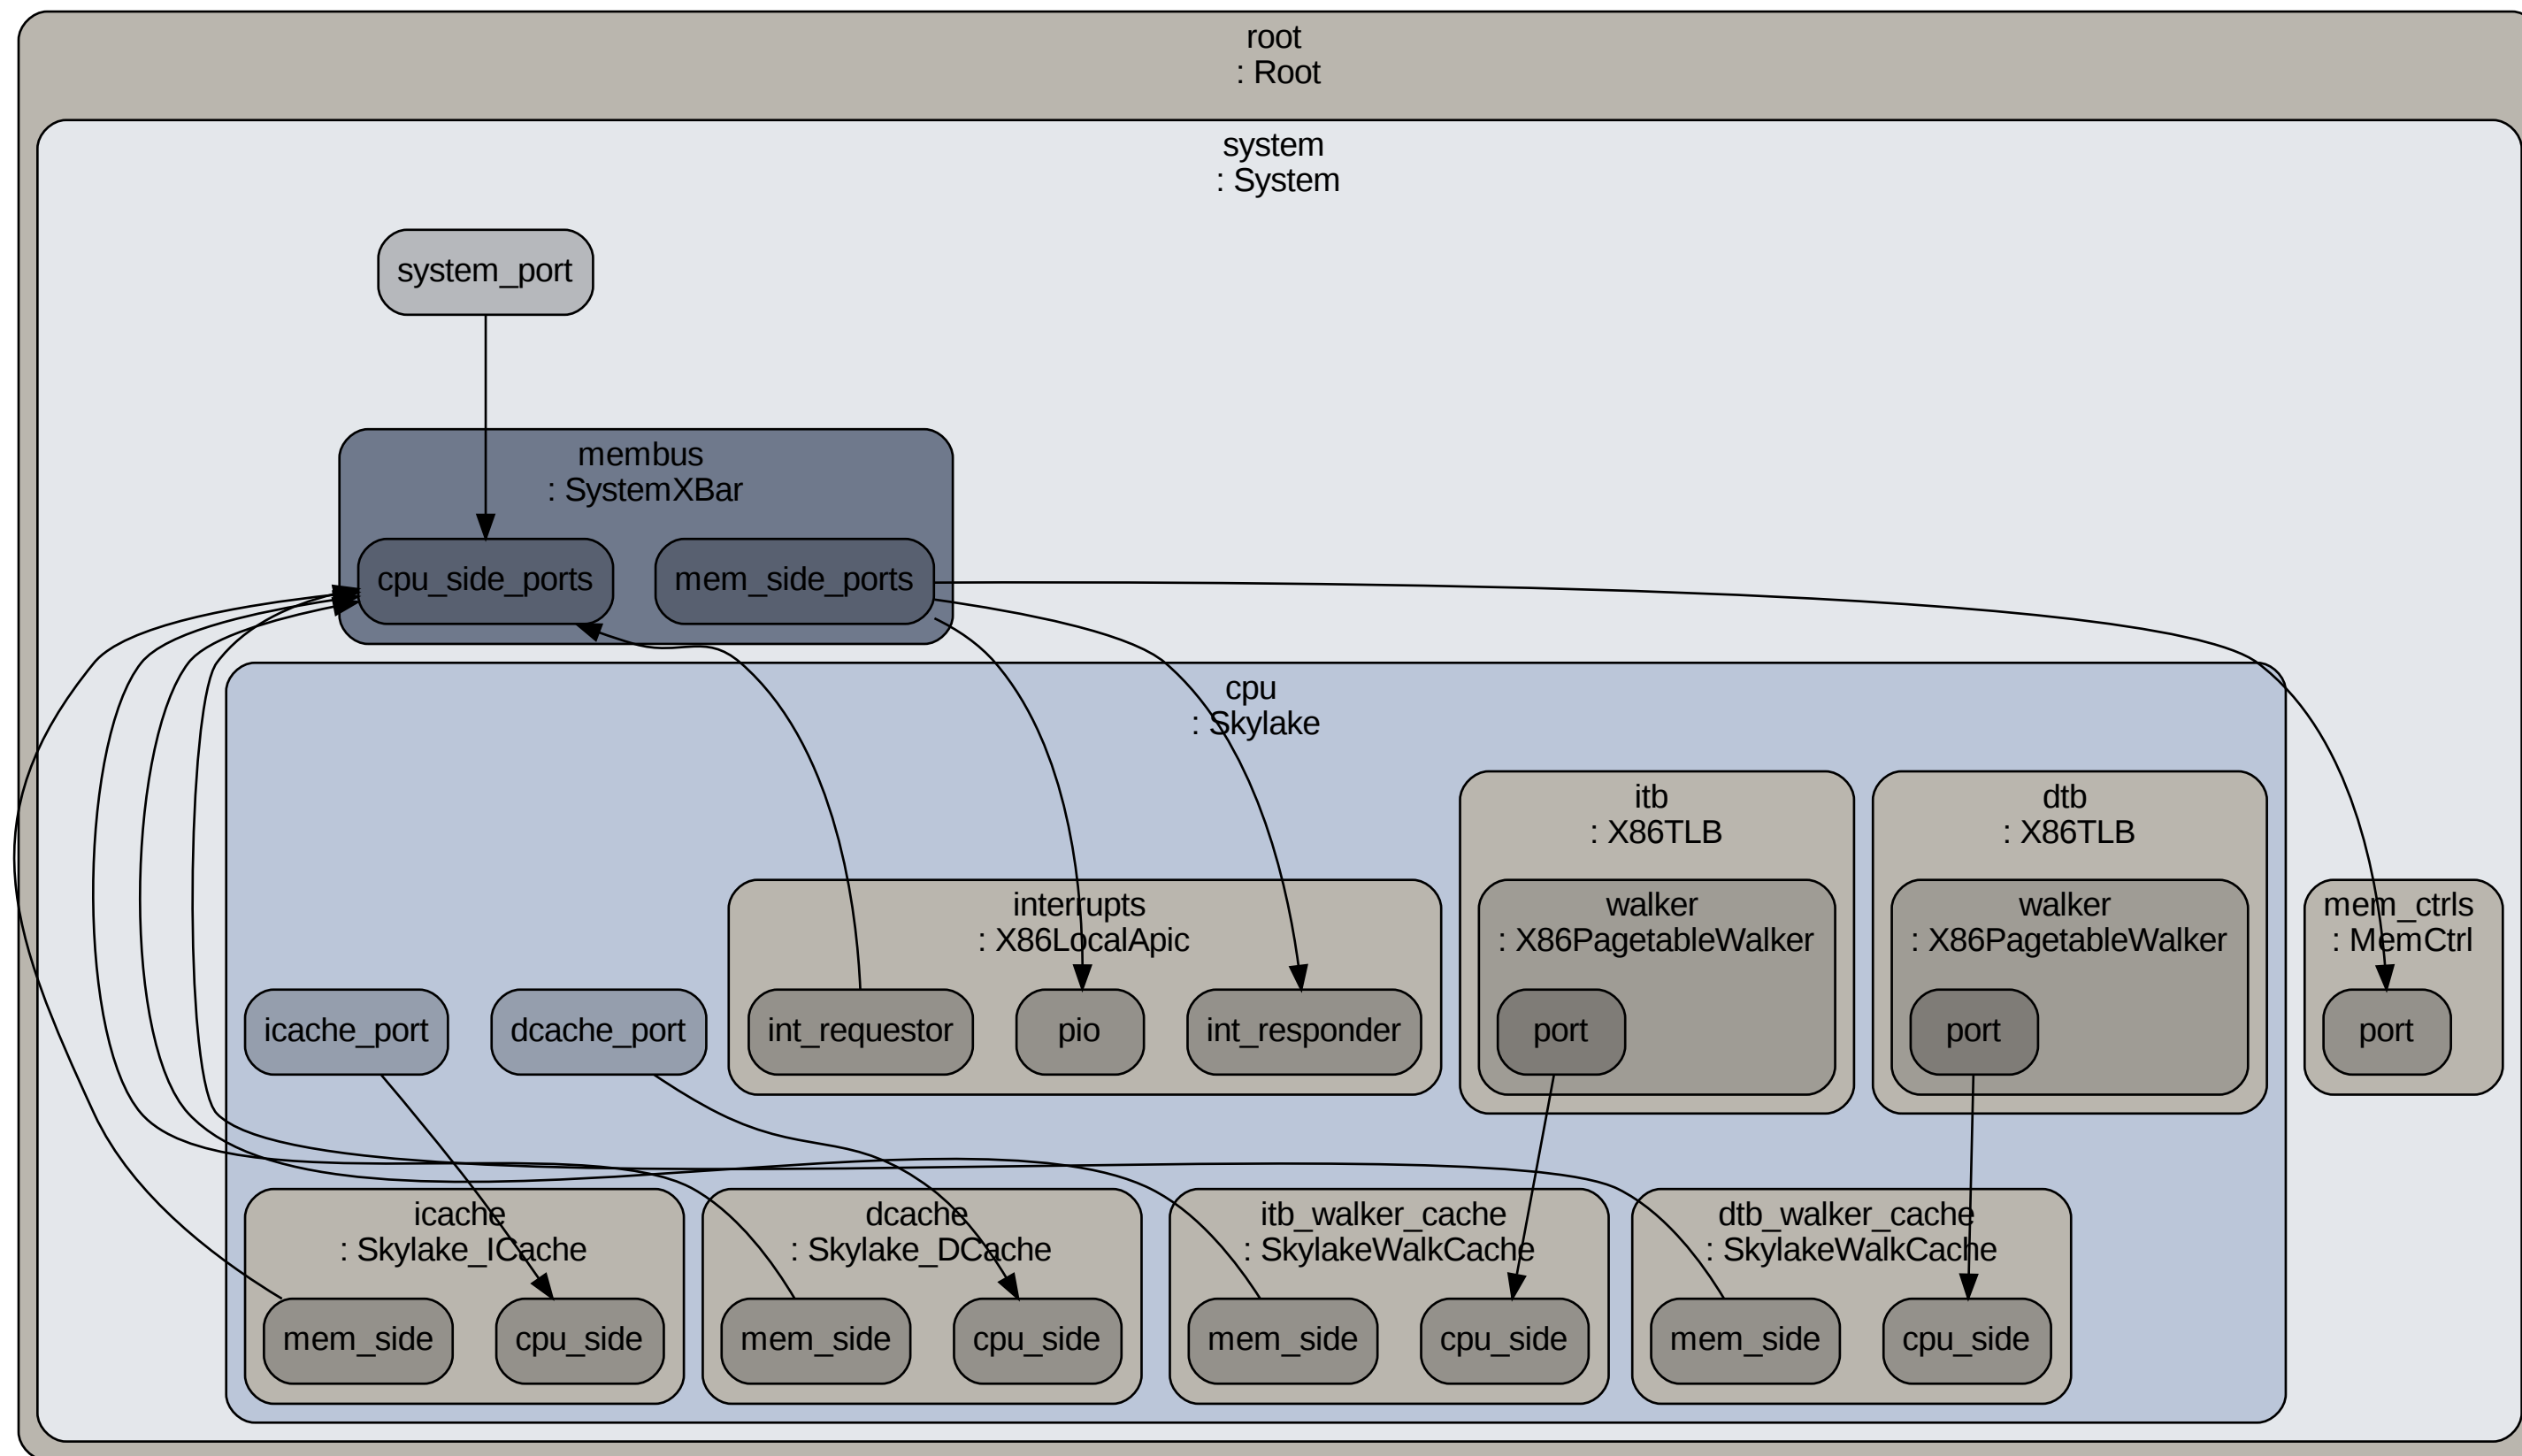 root
: Root
system
: System
system_port
membus
: SystemXBar
cpu_side_ports
mem_side_ports
cpu
: Skylake
itb
: X86TLB
dtb
: X86TLB
interrupts
: X86LocalApic
walker
: X86PagetableWalker
walker
: X86PagetableWalker
mem_ctrls
: MemCtrl
icache_port
dcache_port
int_requestor
pio
int_responder
port
port
port
icache
: Skylake_ICache
dcache
: Skylake_DCache
itb_walker_cache
: SkylakeWalkCache
dtb_walker_cache
: SkylakeWalkCache
mem_side
cpu_side
mem_side
cpu_side
mem_side
cpu_side
mem_side
cpu_side